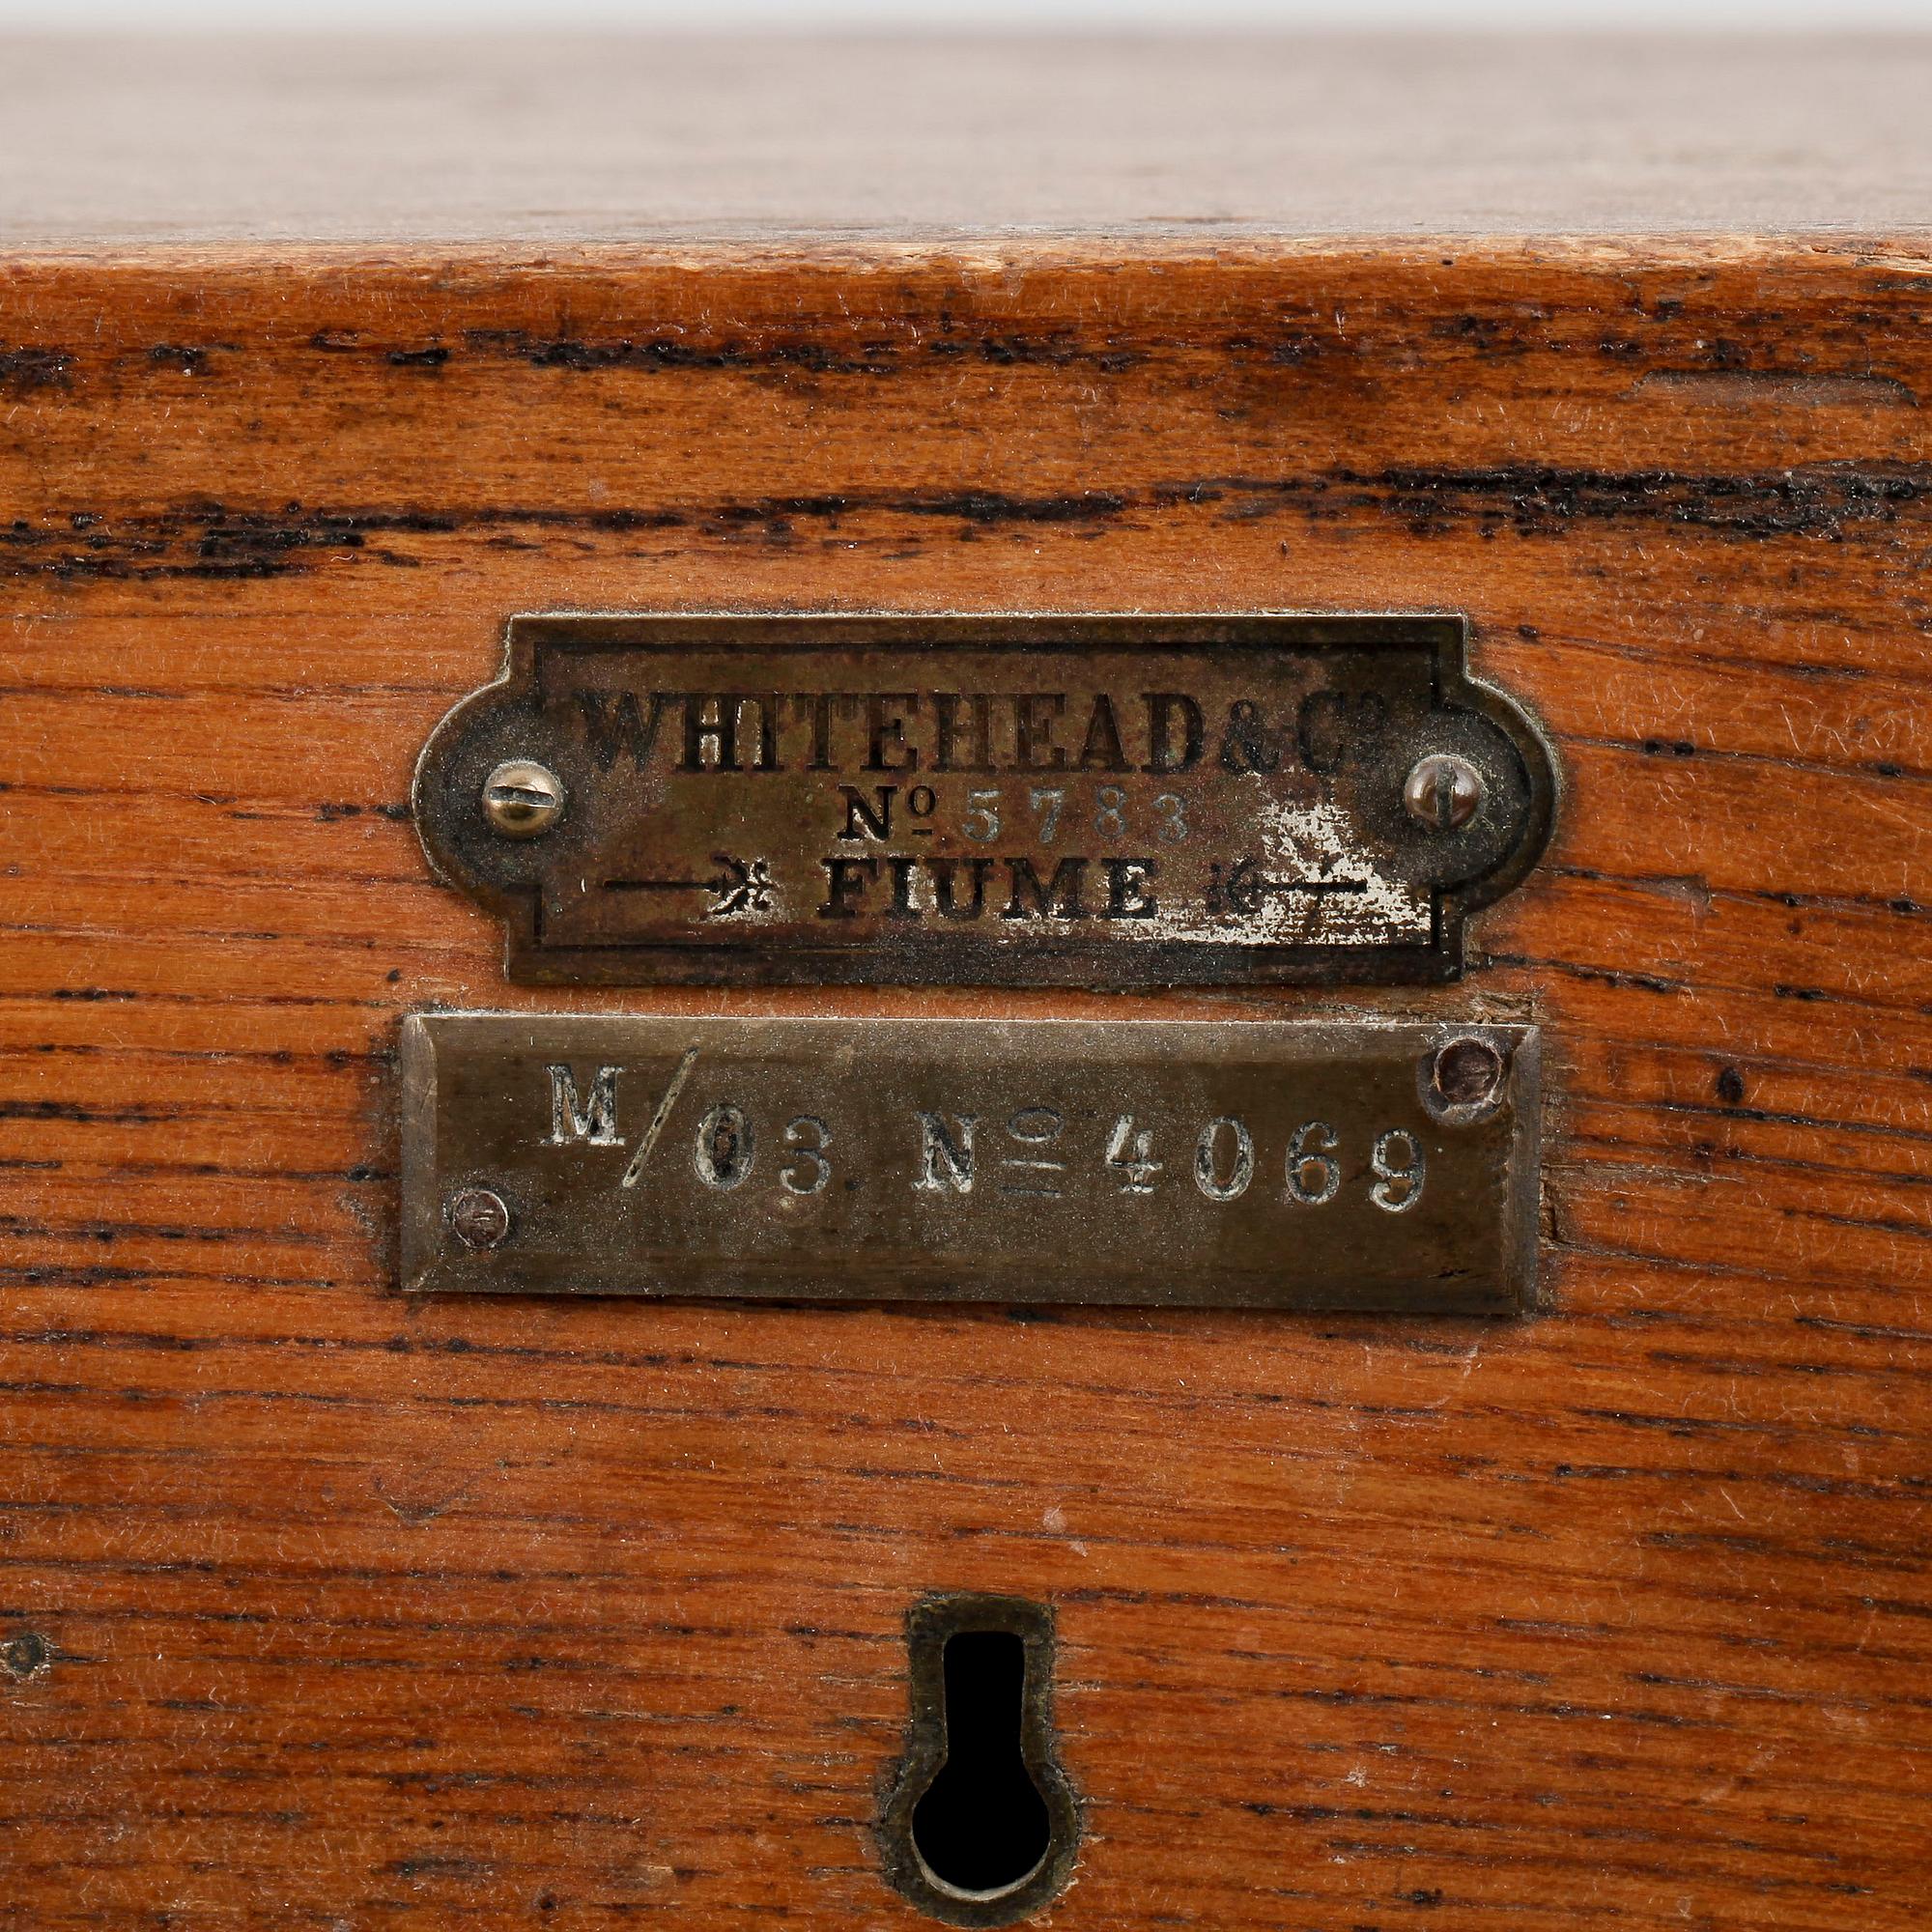 WHITEHEAD & Cº
Nº 5783
FIUME
M/03 Nº 4069